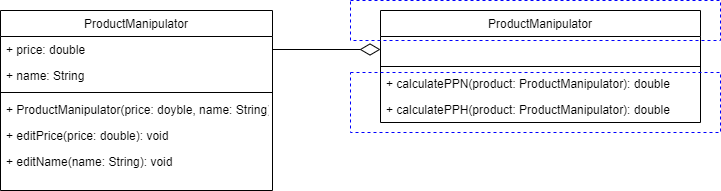 ProductManipulator
+ price: double
+ name: String
+ ProductManipulator(price: doyble, name: String)
+ editPrice(price: double): void
+ editName(name: String): void
ProductManipulator
+ calculatePPN(product: ProductManipulator): double
+ calculatePPH(product: ProductManipulator): double